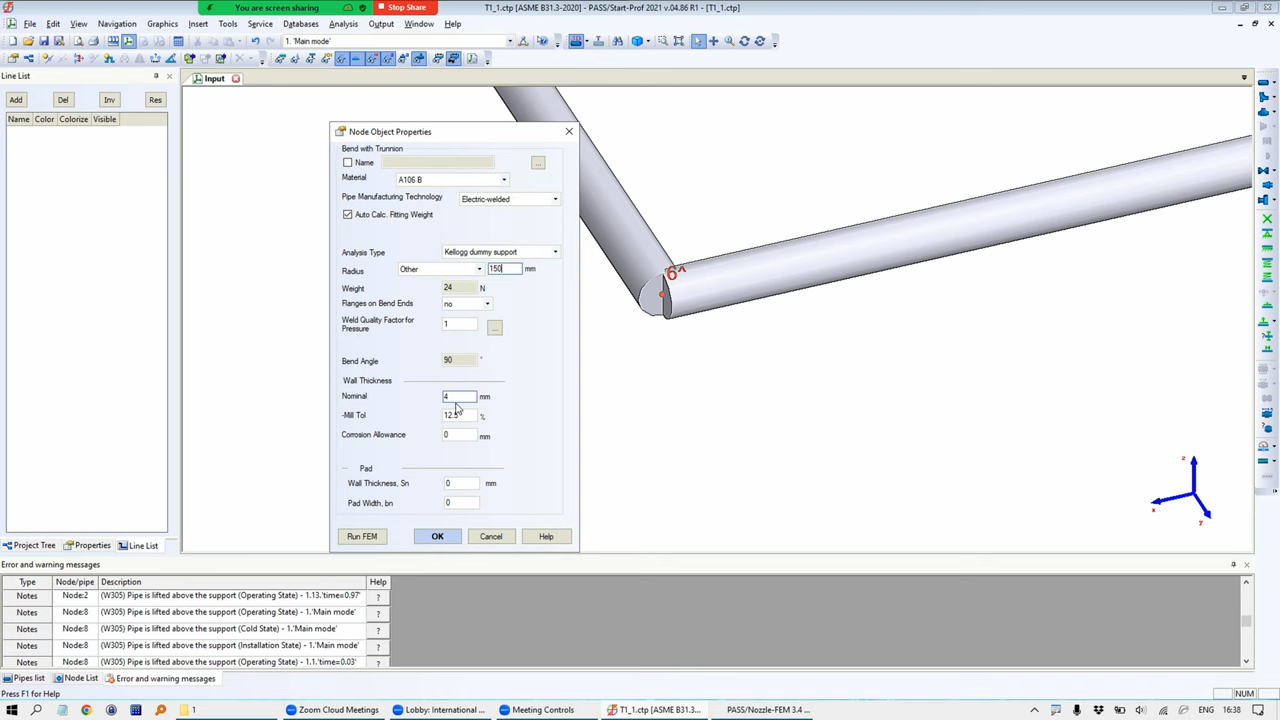 You are screen sharing
Stop Share
T1_1.ctp [ASME B31.3-2020] - PASS/Start-Prof 2021 v.04.86 R1 - [T1_1.ctp]
File Edit View Navigation Graphics Insert Tools Service Databases Analysis Output Window Help
1. 'Main mode'
Line List
Input
Add Del Inv Res
Name Color Colorize Visible
Node Object Properties
Bend with Trunnion
Name ...
Material A106 B
Pipe Manufacturing Technology Electric-welded
Auto Calc. Fitting Weight
Analysis Type Kellogg dummy support
Radius Other 150 mm
Weight 24 N
Flanges on Bend Ends no
Weld Quality Factor for Pressure 1 ...
Bend Angle 90 °
Wall Thickness
Nominal 4 mm
-Mill Tol 12.5 %
Corrosion Allowance 0 mm
Pad
Wall Thickness, Sn 0 mm
Pad Width, bn 0
Run FEM OK Cancel Help
6^
z
x
y
Project Tree Properties Line List
Error and warning messages
Type Node/pipe Description Help
Notes Node:2 (W305) Pipe is lifted above the support (Operating State) - 1.13.'time=0.97' ?
Notes Node:8 (W305) Pipe is lifted above the support (Operating State) - 1.'Main mode' ?
Notes Node:8 (W305) Pipe is lifted above the support (Cold State) - 1.'Main mode' ?
Notes Node:8 (W305) Pipe is lifted above the support (Installation State) - 1.'Main mode' ?
Notes Node:8 (W305) Pipe is lifted above the support (Operating State) - 1.1.'time=0.03' ?
Pipes list Node List Error and warning messages
Press F1 for Help
NUM
1
Zoom Cloud Meetings
Lobby: International ...
Meeting Controls
T1_1.ctp [ASME B31.3...
PASS/Nozzle-FEM 3.4 ...
ENG 16:38